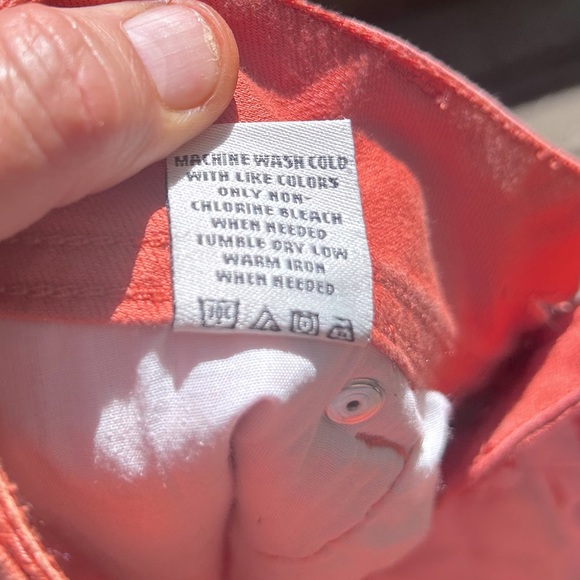 MACHINE WASH COLD
WITH LIKE COLORS
ONLY NON-
CHLORINE BLEACH
WHEN NEEDED
TUMBLE DRY LOW
WARM IRON
WHEN NEEDED